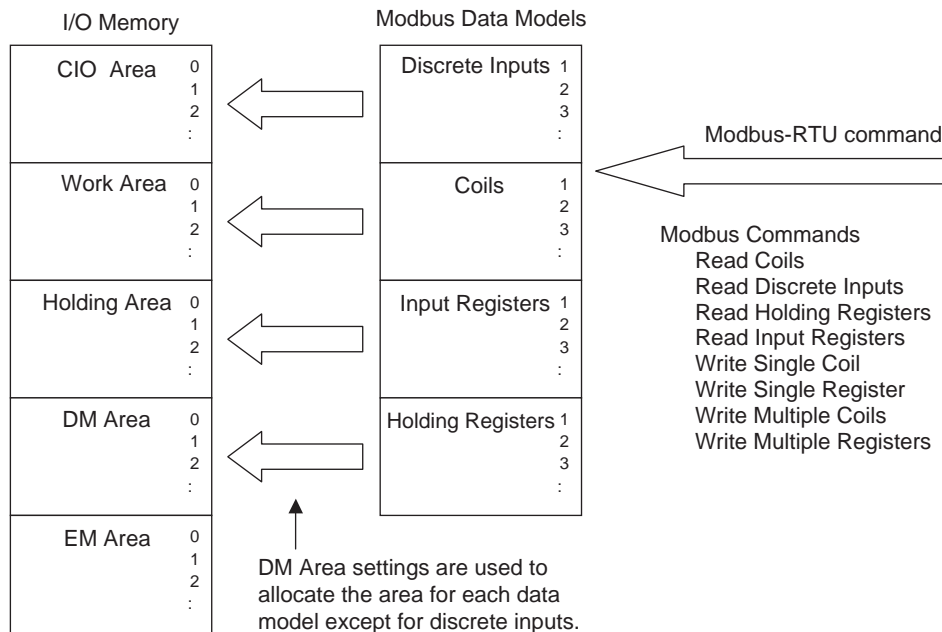 I/O Memory
CIO Area
0
1
2
:
Work Area
0
1
2
:
Holding Area
0
1
2
:
DM Area
0
1
2
:
EM Area
0
1
2
:
Modbus Data Models
Discrete Inputs
1
2
3
:
Coils
1
2
3
:
Input Registers
1
2
3
:
Holding Registers
1
2
3
:
DM Area settings are used to
allocate the area for each data
model except for discrete inputs.
Modbus-RTU command
Modbus Commands
Read Coils
Read Discrete Inputs
Read Holding Registers
Read Input Registers
Write Single Coil
Write Single Register
Write Multiple Coils
Write Multiple Registers